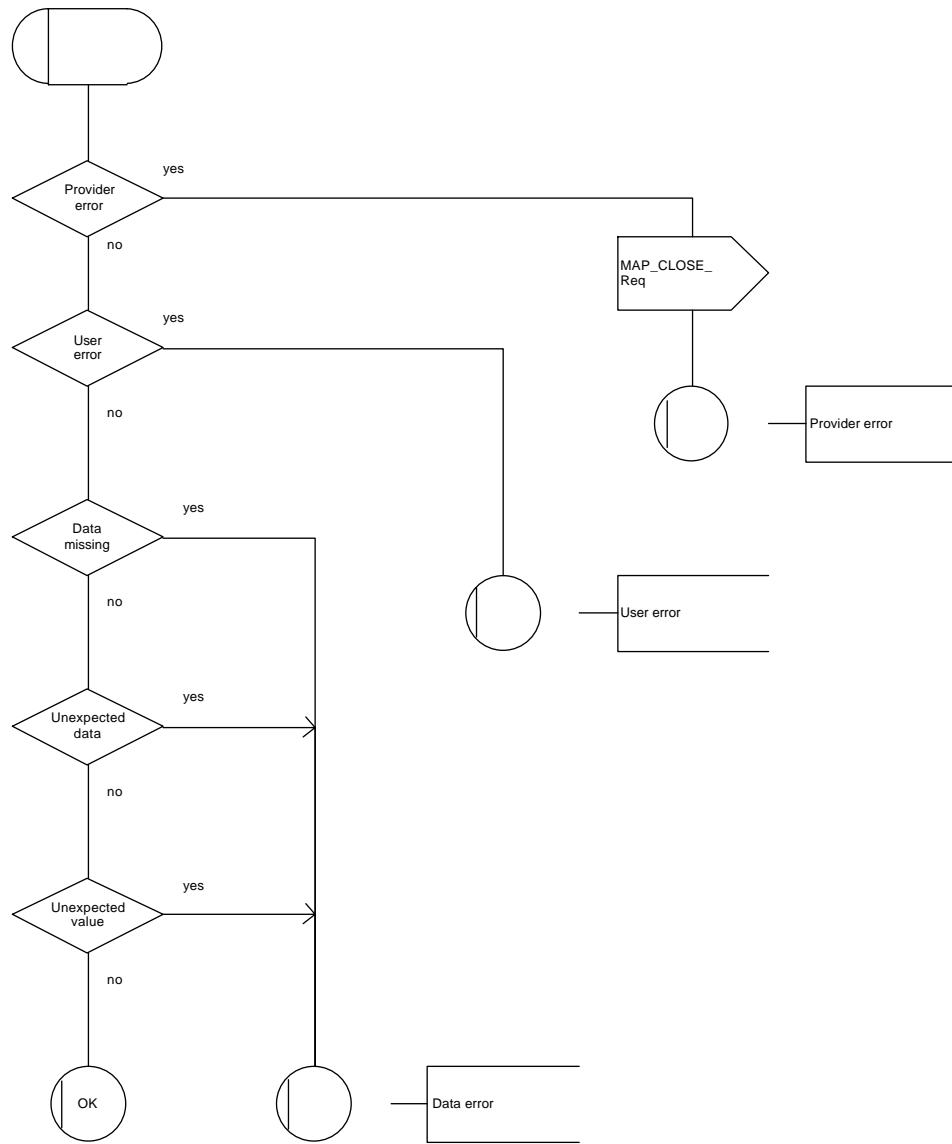 yes
Provider
error
no
MAP_CLOSE_
Req
yes
User
error
no
Provider error
yes
Data
missing
no
User error
yes
Unexpected
data
no
yes
Unexpected
value
no
OK
Data error